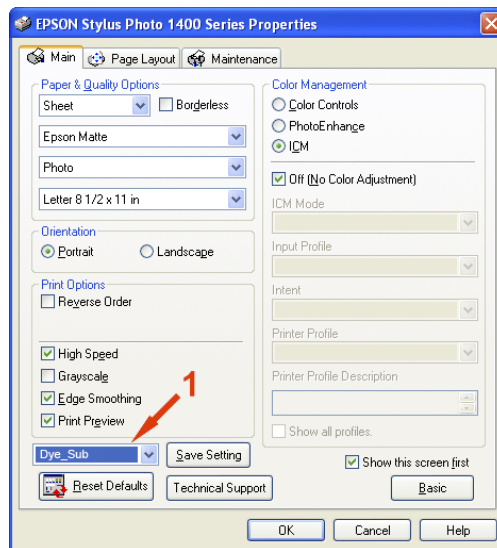 EPSON Stylus Photo 1400 Series Properties
Main
Page Layout
Maintenance
Paper & Quality Options
Sheet
Borderless
Epson Matte
Photo
Letter 8 1/2 x 11 in
Orientation
Portrait
Landscape
Print Options
Reverse Order
High Speed
Grayscale
Edge Smoothing
Print Preview
1
Dye_Sub
Save Setting
Reset Defaults
Technical Support
Color Management
Color Controls
PhotoEnhance
ICM
Off (No Color Adjustment)
ICM Mode
Input Profile
Intent
Printer Profile
Printer Profile Description
Show all profiles.
Show this screen first
Basic
OK
Cancel
Help